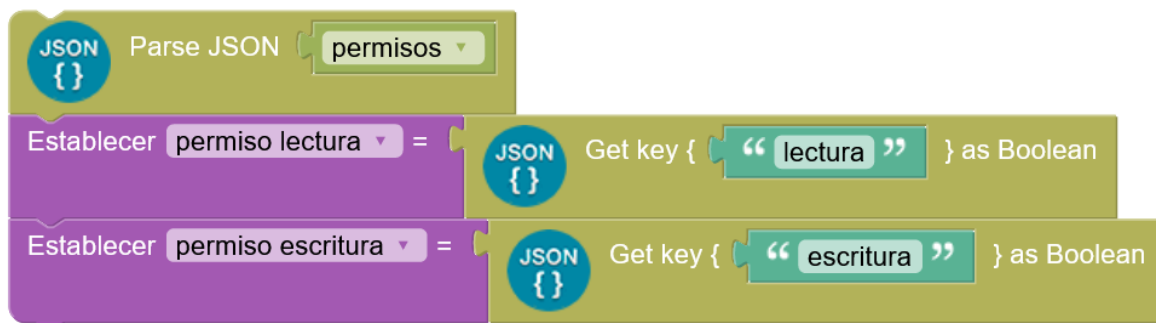 JSON {} Parse JSON permisos
Establecer permiso lectura = JSON {} Get key { “ lectura ” } as Boolean
Establecer permiso escritura = JSON {} Get key { “ escritura ” } as Boolean